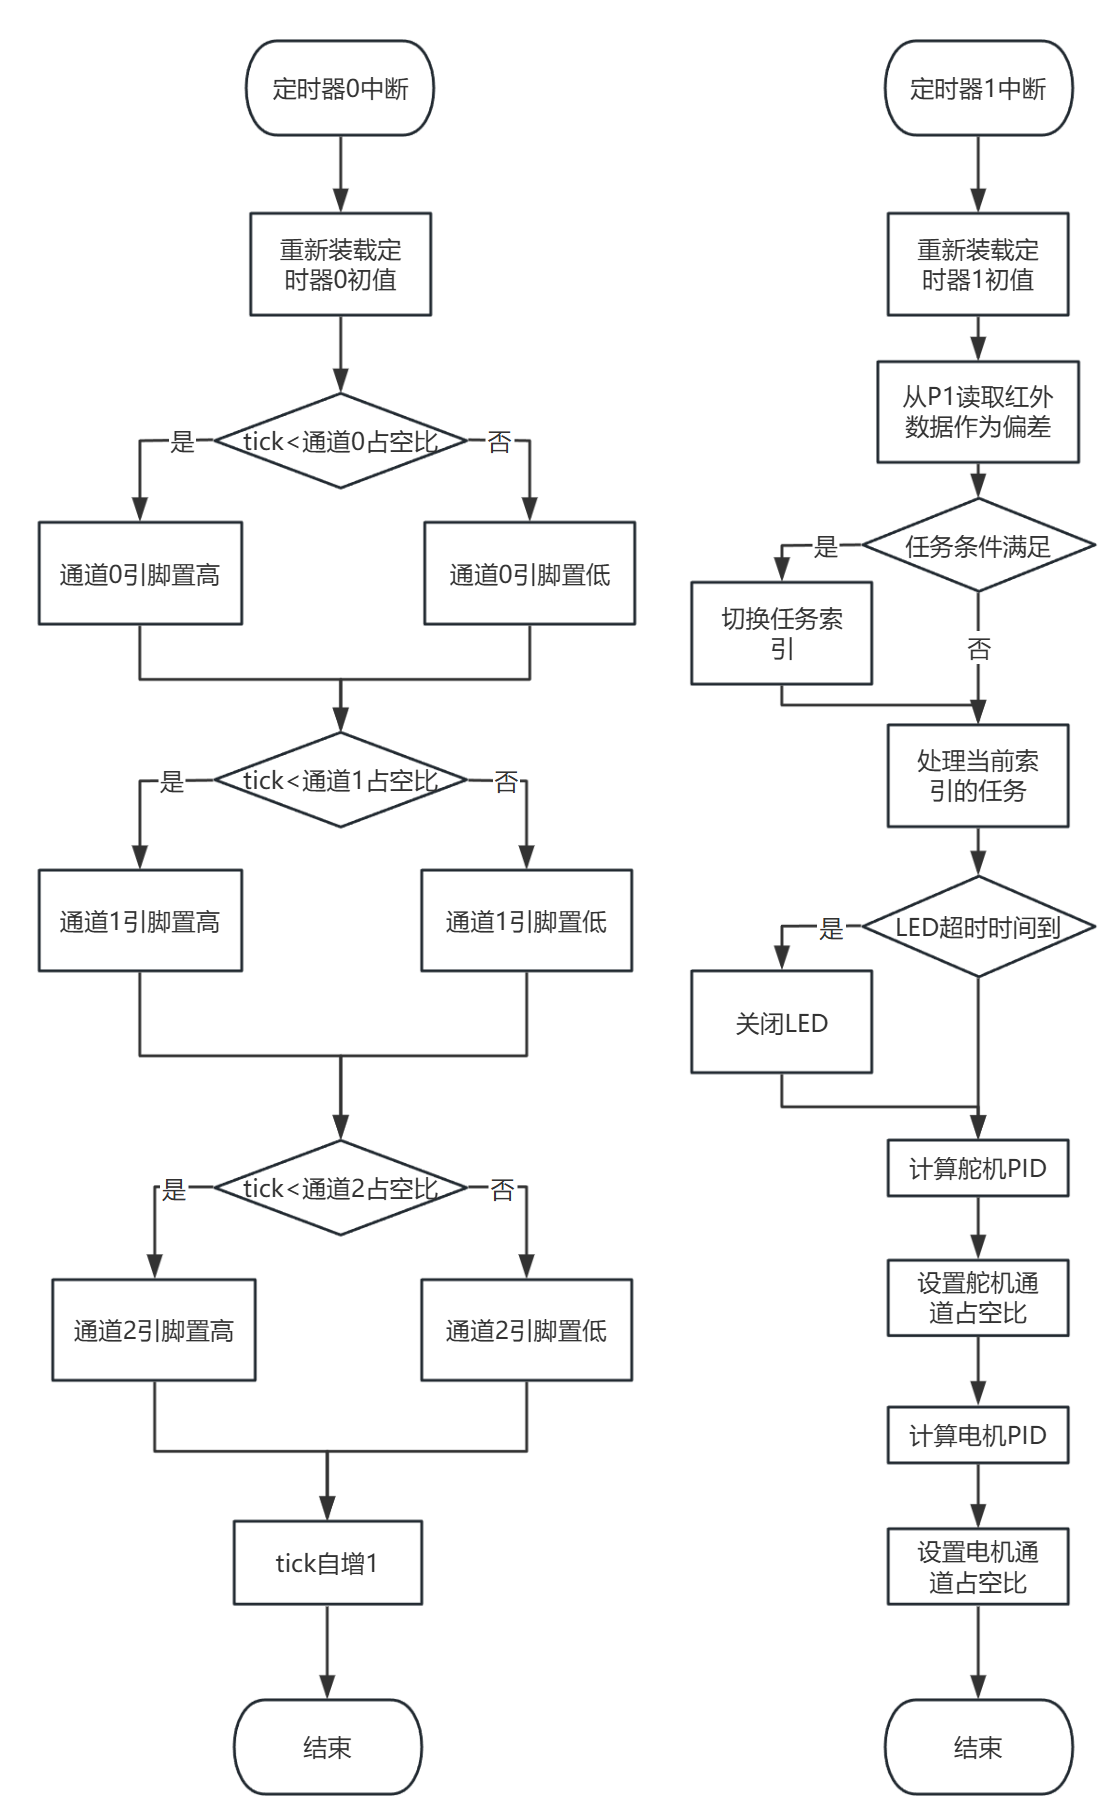 定时器0中断
重新装载定
时器0初值
tick<通道0占空比
是
否
通道0引脚置高
通道0引脚置低
tick<通道1占空比
是
否
通道1引脚置高
通道1引脚置低
tick<通道2占空比
是
否
通道2引脚置高
通道2引脚置低
tick自增1
结束
定时器1中断
重新装载定
时器1初值
从P1读取红外
数据作为偏差
任务条件满足
是
切换任务索
引
否
处理当前索
引的任务
LED超时时间到
是
关闭LED
计算舵机PID
设置舵机通
道占空比
计算电机PID
设置电机通
道占空比
结束